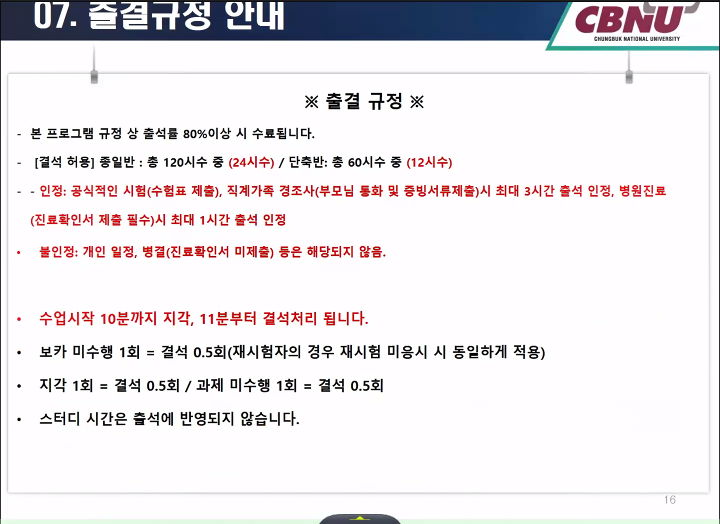 07. 출결규정 안내
CBNU
CHUNGBUK NATIONAL UNIVERSITY
※ 출결 규정 ※
- 본 프로그램 규정 상 출석률 80%이상 시 수료됩니다.
- [결석 허용] 종일반 : 총 120시수 중 (24시수) / 단축반: 총 60시수 중 (12시수)
- - 인정: 공식적인 시험(수험표 제출), 직계가족 경조사(부모님 통화 및 증빙서류제출)시 최대 3시간 출석 인정, 병원진료
(진료확인서 제출 필수)시 최대 1시간 출석 인정
• 불인정: 개인 일정, 병결(진료확인서 미제출) 등은 해당되지 않음.
• 수업시작 10분까지 지각, 11분부터 결석처리 됩니다.
• 보카 미수행 1회 = 결석 0.5회(재시험자의 경우 재시험 미응시 시 동일하게 적용)
• 지각 1회 = 결석 0.5회 / 과제 미수행 1회 = 결석 0.5회
• 스터디 시간은 출석에 반영되지 않습니다.
16